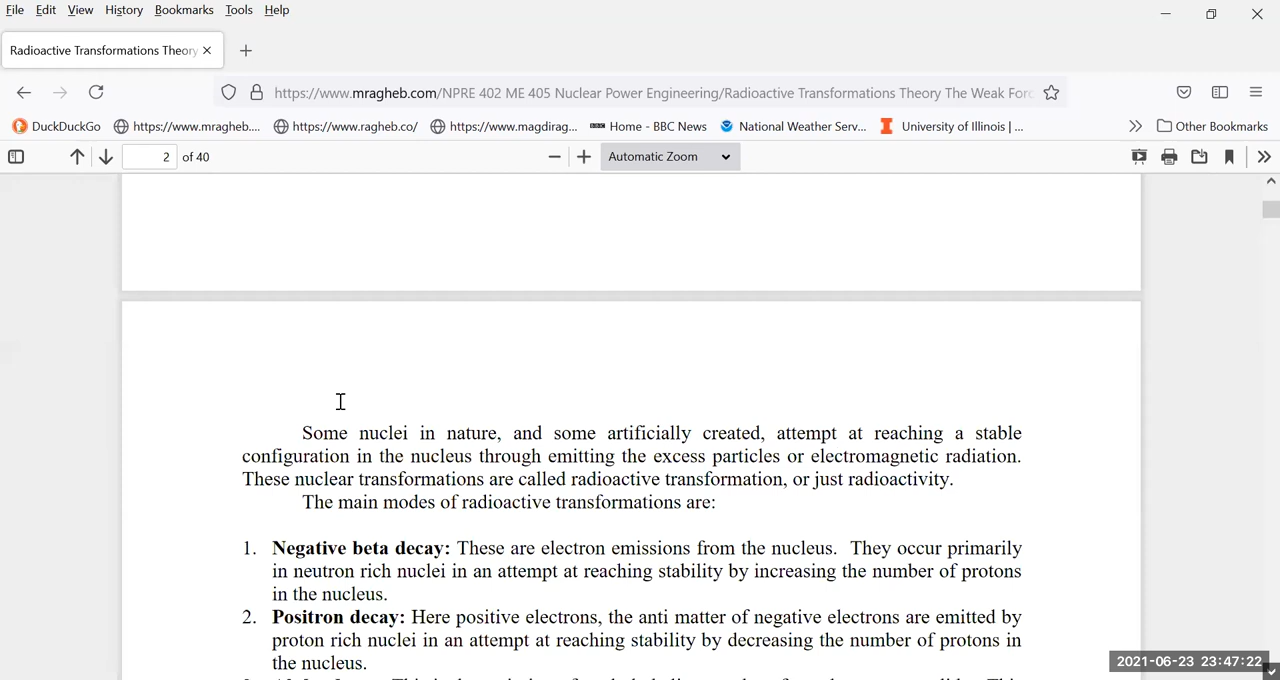 File Edit View History Bookmarks Tools Help
Radioactive Transformations Theory
https://www.mragheb.com/NPRE 402 ME 405 Nuclear Power Engineering/Radioactive Transformations Theory The Weak Forc
DuckDuckGo https://www.mragheb.... https://www.ragheb.co/ https://www.magdirag... BBC Home - BBC News National Weather Serv... University of Illinois | ... Other Bookmarks
2 of 40 Automatic Zoom
Some nuclei in nature, and some artificially created, attempt at reaching a stable
configuration in the nucleus through emitting the excess particles or electromagnetic radiation.
These nuclear transformations are called radioactive transformation, or just radioactivity.
The main modes of radioactive transformations are:
1. Negative beta decay: These are electron emissions from the nucleus. They occur primarily
in neutron rich nuclei in an attempt at reaching stability by increasing the number of protons
in the nucleus.
2. Positron decay: Here positive electrons, the anti matter of negative electrons are emitted by
proton rich nuclei in an attempt at reaching stability by decreasing the number of protons in
the nucleus.
2021-06-23 23:47:22